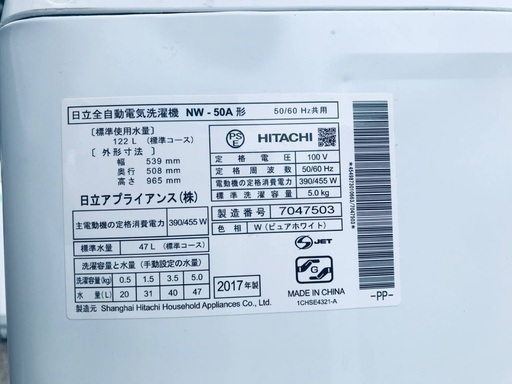 日立全自動電気洗濯機 NW-50A形 50/60 Hz共用
〔標準使用水量〕
122 L (標準コース)
〔外形寸法〕
幅 539 mm
奥行 508 mm
高さ 965 mm
日立アプライアンス(株)
主電動機の定格消費電力 390/455 W
標準水量 47 L (標準コース)
洗濯容量と水量 (手動設定の水量)
洗濯容量(kg) 0.5 1.5 3.5 5.0
水量(L) 20 31 40 47
製造元 Shanghai Hitachi Household Appliances Co., Ltd.
PS E HITACHI
定格電圧 100 V
定格周波数 50/60 Hz
電動機の定格消費電力 390/455 W
標準洗濯容量 5.0 kg
製造番号 7047503
色相 W (ピュアホワイト)
S-JET
2017年製
G
MADE IN CHINA
1CHSE4321-A
-PP-